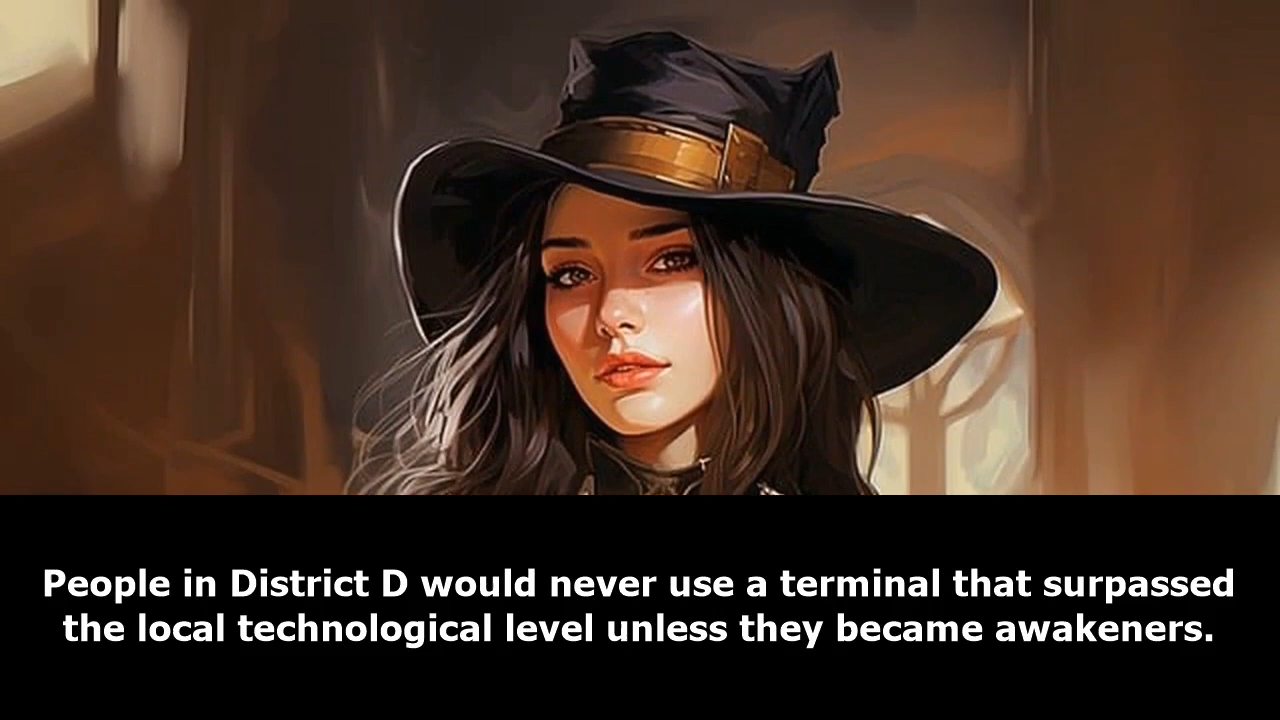 People in District D would never use a terminal that surpassed
the local technological level unless they became awakeners.